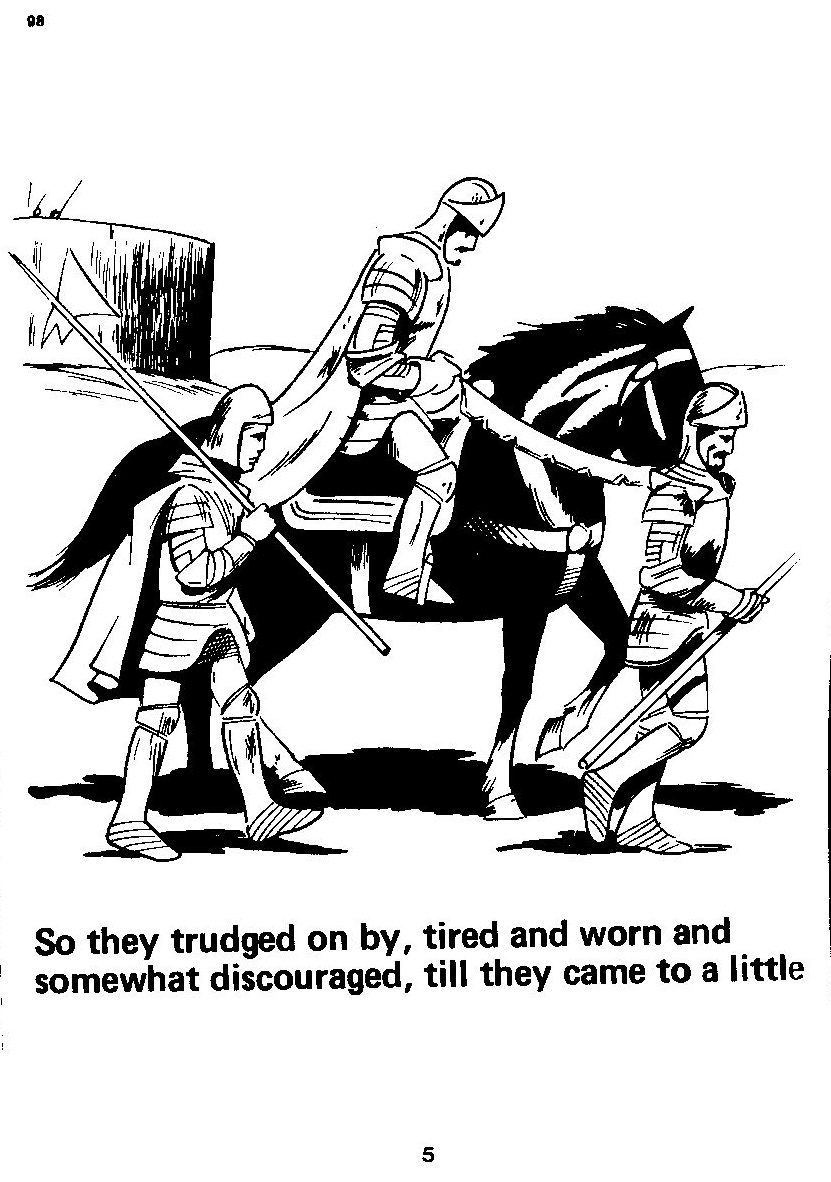 98
So they trudged on by, tired and worn and
somewhat discouraged, till they came to a little
5